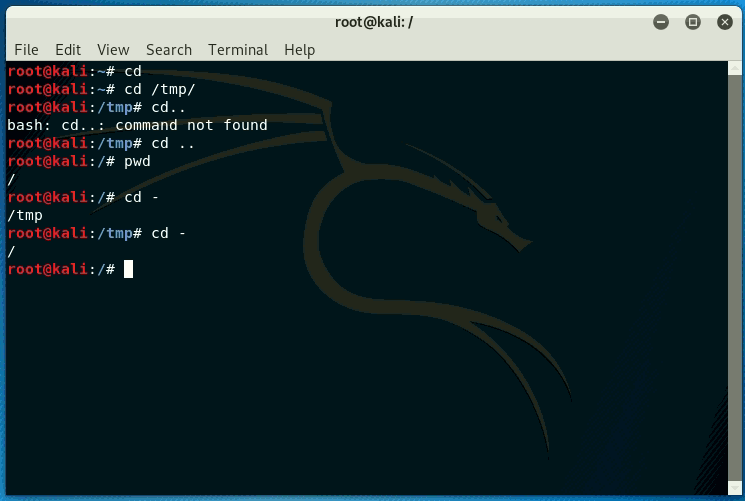 root@kali: /
File Edit View Search Terminal Help
root@kali:~# cd
root@kali:~# cd /tmp/
root@kali:/tmp# cd..
bash: cd..: command not found
root@kali:/tmp# cd ..
root@kali:/# pwd
/
root@kali:/# cd -
/tmp
root@kali:/tmp# cd -
/
root@kali:/#